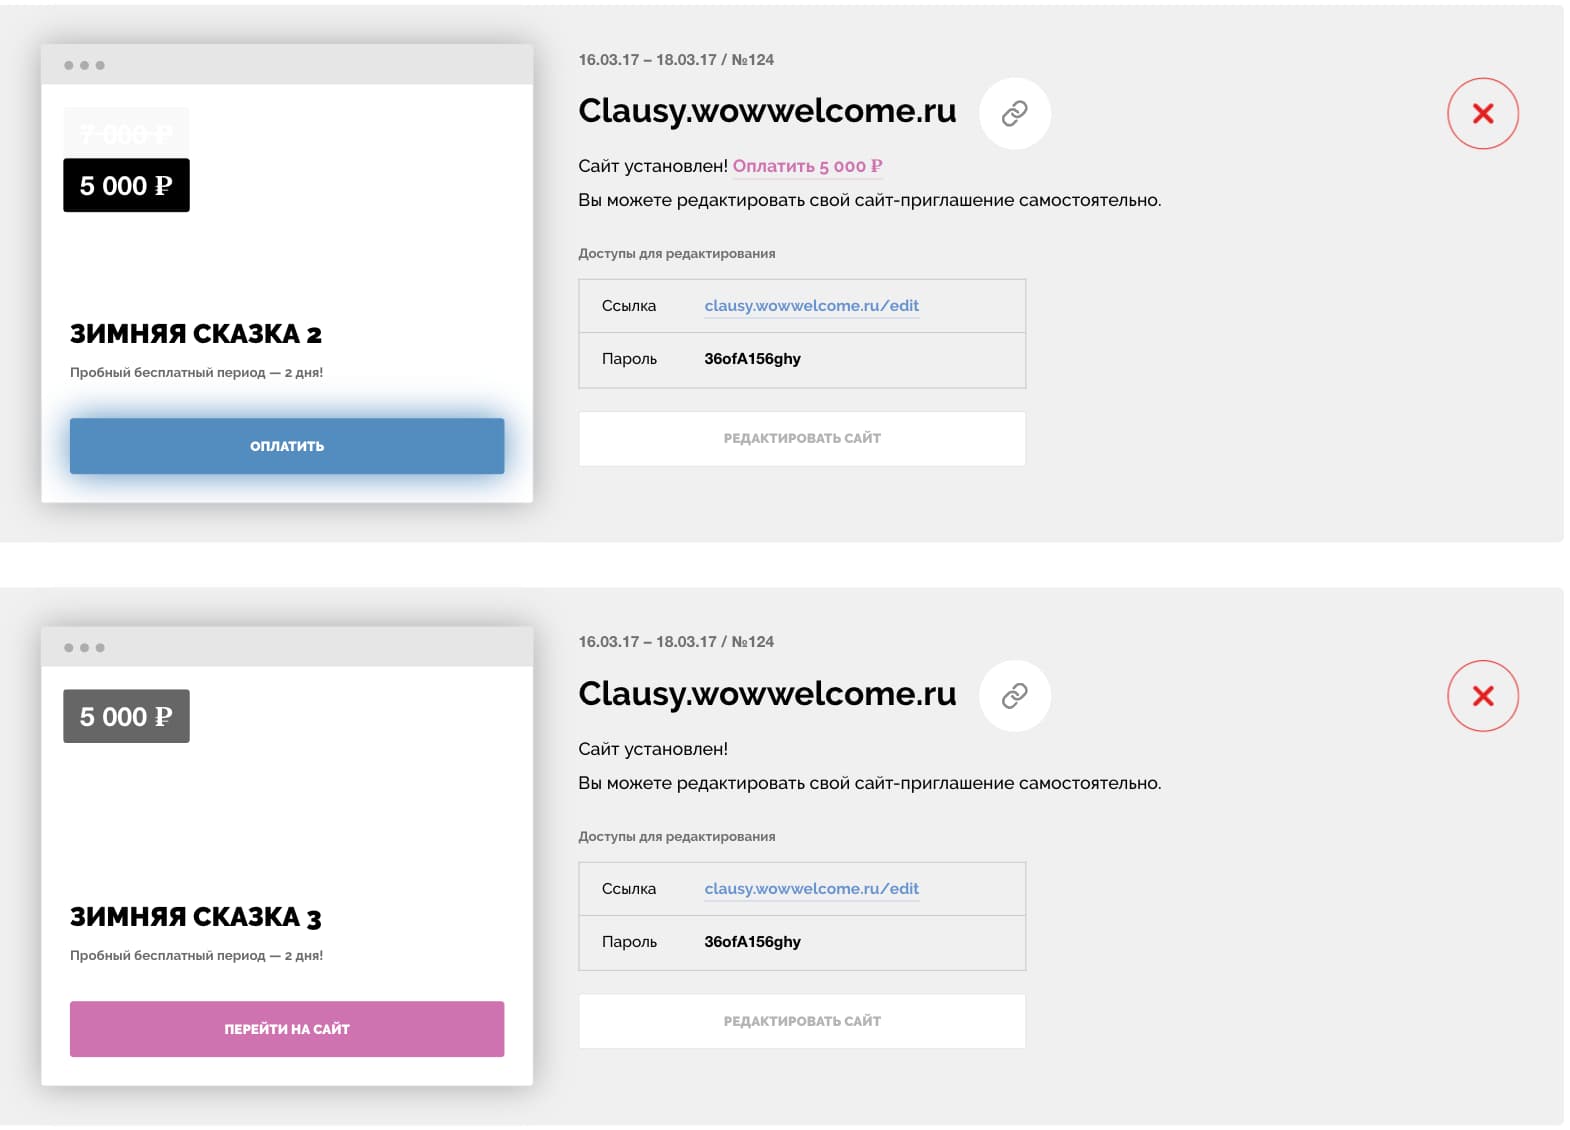 7 000 ₽
5 000 ₽
ЗИМНЯЯ СКАЗКА 2
Пробный бесплатный период — 2 дня!
ОПЛАТИТЬ
16.03.17 – 18.03.17 / №124
Clausy.wowwelcome.ru
Сайт установлен! Оплатить 5 000 ₽
Вы можете редактировать свой сайт-приглашение самостоятельно.
Доступы для редактирования
Ссылка clausy.wowwelcome.ru/edit
Пароль 36ofA156ghy
РЕДАКТИРОВАТЬ САЙТ
5 000 ₽
ЗИМНЯЯ СКАЗКА 3
Пробный бесплатный период — 2 дня!
ПЕРЕЙТИ НА САЙТ
16.03.17 – 18.03.17 / №124
Clausy.wowwelcome.ru
Сайт установлен!
Вы можете редактировать свой сайт-приглашение самостоятельно.
Доступы для редактирования
Ссылка clausy.wowwelcome.ru/edit
Пароль 36ofA156ghy
РЕДАКТИРОВАТЬ САЙТ